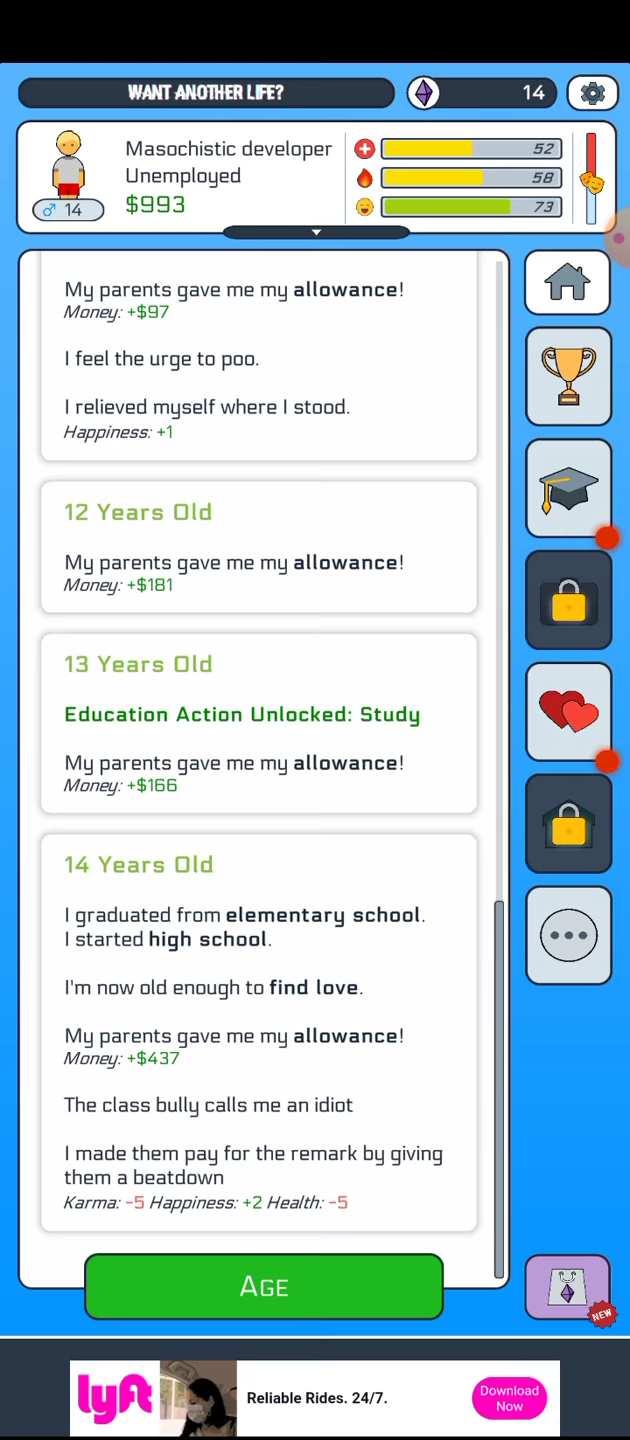 WANT ANOTHER LIFE?
14
Masochistic developer
Unemployed
$993
♂ 14
52
58
73
My parents gave me my allowance!
Money: +$97
I feel the urge to poo.
I relieved myself where I stood.
Happiness: +1
12 Years Old
My parents gave me my allowance!
Money: +$181
13 Years Old
Education Action Unlocked: Study
My parents gave me my allowance!
Money: +$166
14 Years Old
I graduated from elementary school.
I started high school.
I'm now old enough to find love.
My parents gave me my allowance!
Money: +$437
The class bully calls me an idiot
I made them pay for the remark by giving
them a beatdown
Karma: -5 Happiness: +2 Health: -5
AGE
NEW
lyft
Reliable Rides. 24/7.
Download
Now